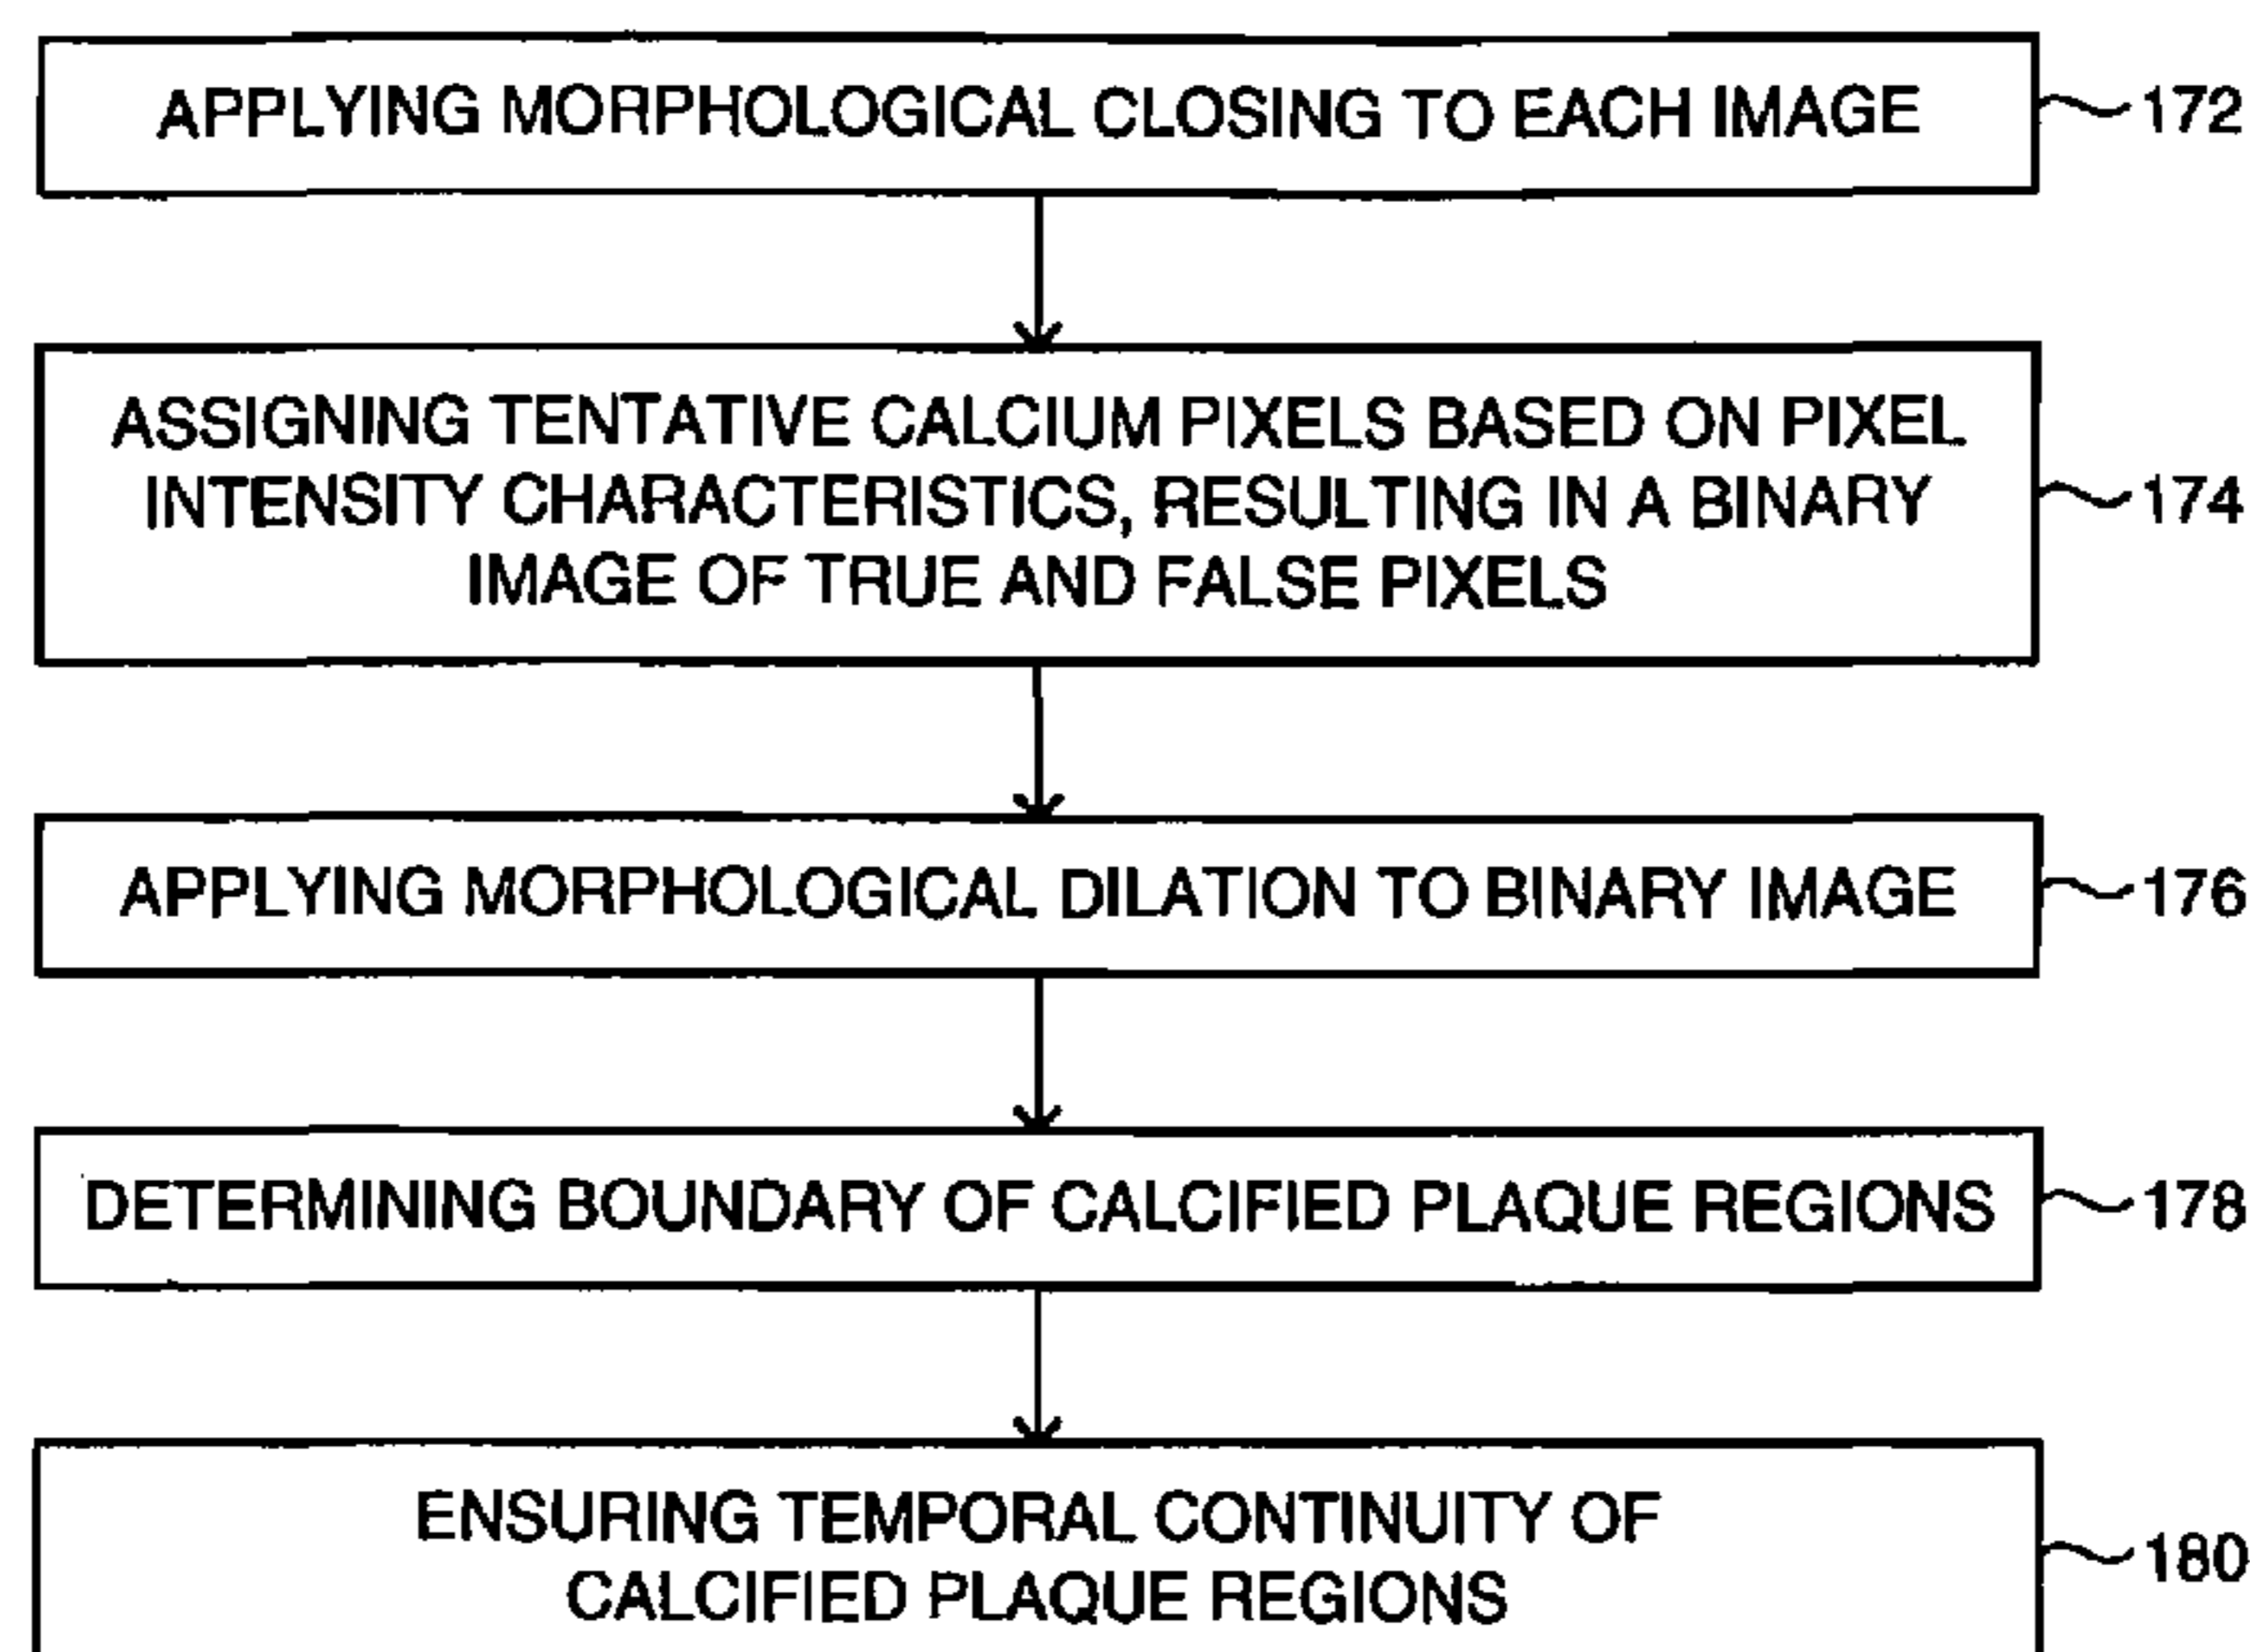 APPLYING MORPHOLOGICAL CLOSING TO EACH IMAGE
172
ASSIGNING TENTATIVE CALCIUM PIXELS BASED ON PIXEL
INTENSITY CHARACTERISTICS, RESULTING IN A BINARY
IMAGE OF TRUE AND FALSE PIXELS
174
APPLYING MORPHOLOGICAL DILATION TO BINARY IMAGE
176
DETERMINING BOUNDARY OF CALCIFIED PLAQUE REGIONS
178
ENSURING TEMPORAL CONTINUITY OF
CALCIFIED PLAQUE REGIONS
180